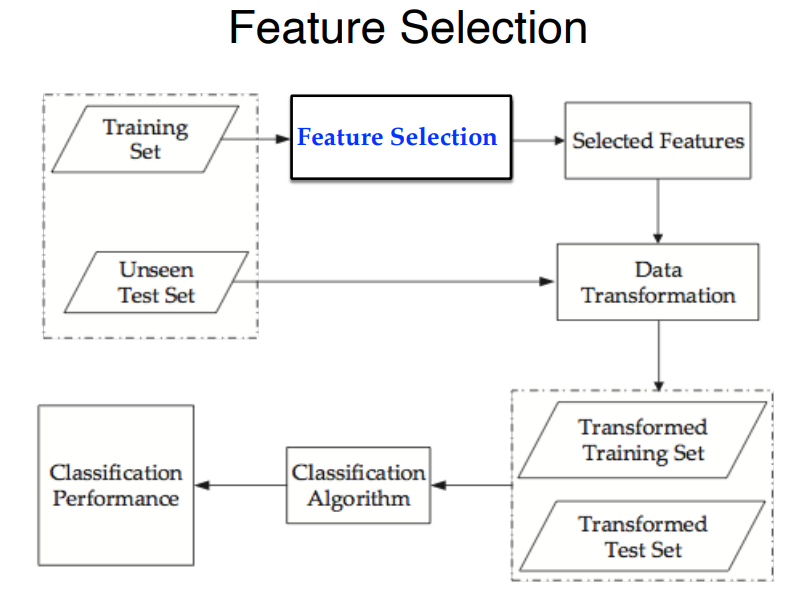 Feature Selection
Training
Set
Feature Selection
Selected Features
Unseen
Test Set
Data
Transformation
Transformed
Training Set
Transformed
Test Set
Classification
Algorithm
Classification
Performance